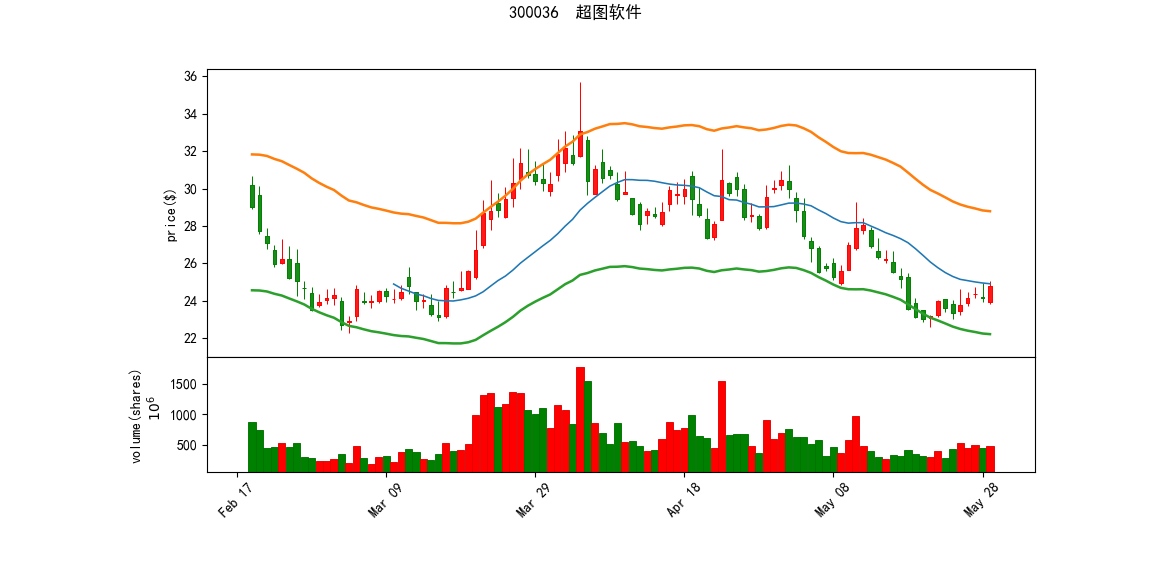 300036 超图软件
price($)
36
34
32
30
28
26
24
22
volume(shares)
10^6
1500
1000
500
Feb 17
Mar 09
Mar 29
Apr 18
May 08
May 28